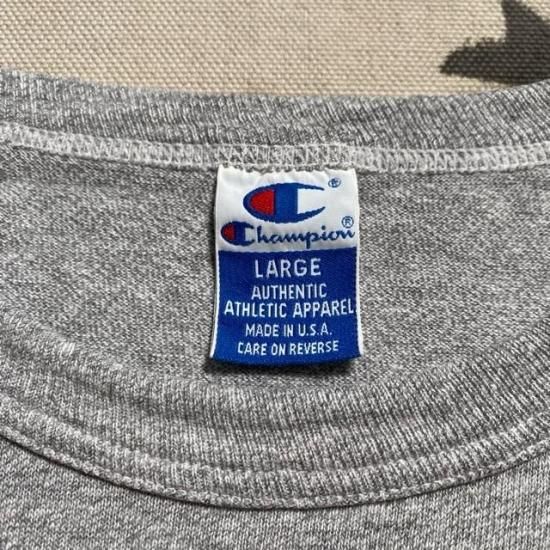 ®
Champion®
LARGE
AUTHENTIC
ATHLETIC APPAREL
MADE IN U.S.A.
CARE ON REVERSE